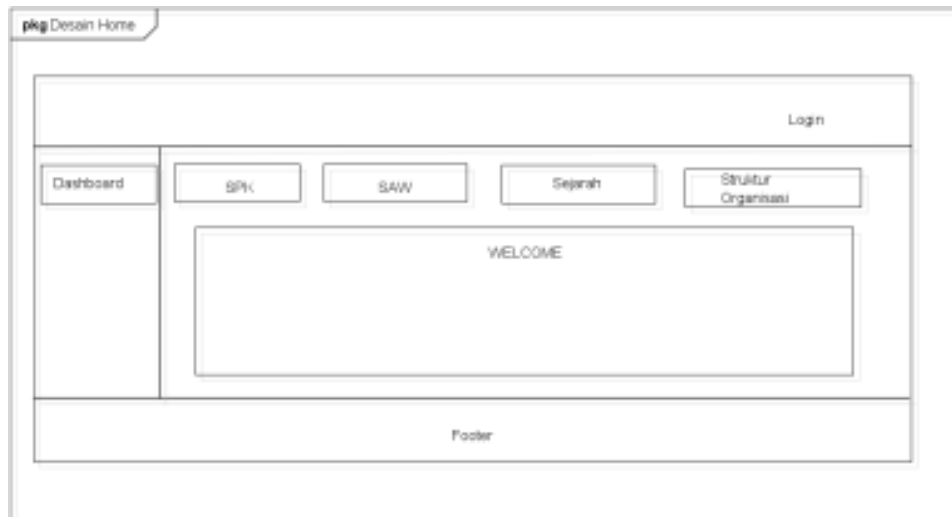 pkg Desain Home
Login
Dashboard
SPK
SAW
Sejarah
Struktur
Organisasi
WELCOME
Footer